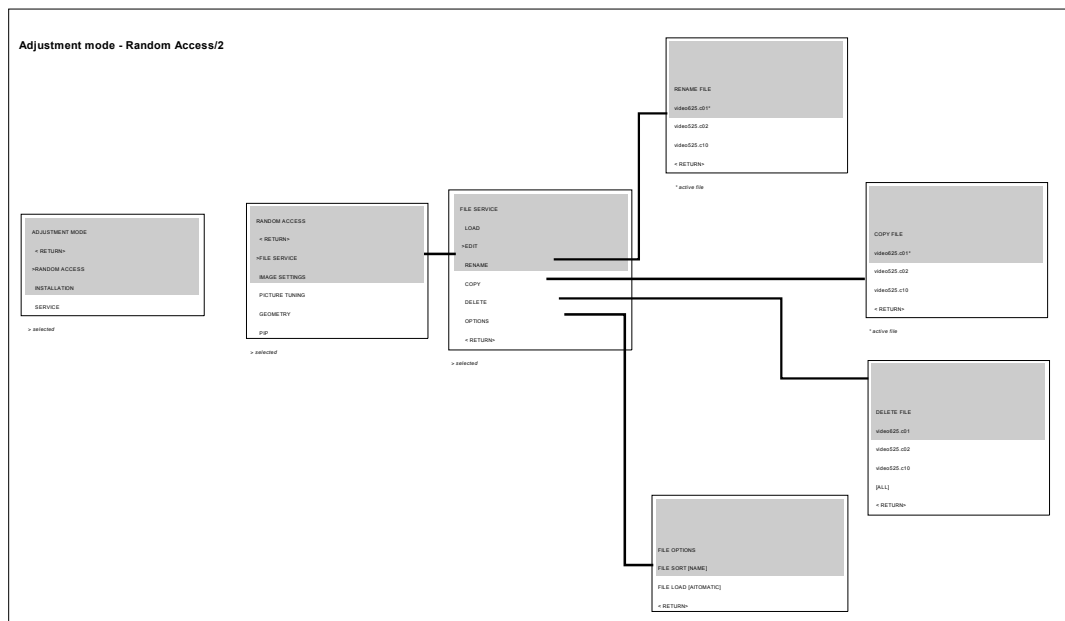 Adjustment mode - Random Access/2
ADJUSTMENT MODE
< RETURN>
>RANDOM ACCESS
INSTALLATION
SERVICE
> selected
RANDOM ACCESS
< RETURN>
>FILE SERVICE
IMAGE SETTINGS
PICTURE TUNING
GEOMETRY
PIP
> selected
FILE SERVICE
LOAD
>EDIT
RENAME
COPY
DELETE
OPTIONS
< RETURN>
> selected
RENAME FILE
video625.c01*
video525.c02
video525.c10
< RETURN>
* active file
COPY FILE
video625.c01*
video525.c02
video525.c10
< RETURN>
* active file
DELETE FILE
video625.c01
video525.c02
video525.c10
[ALL]
< RETURN>
FILE OPTIONS
FILE SORT [NAME]
FILE LOAD [AITOMATIC]
< RETURN>